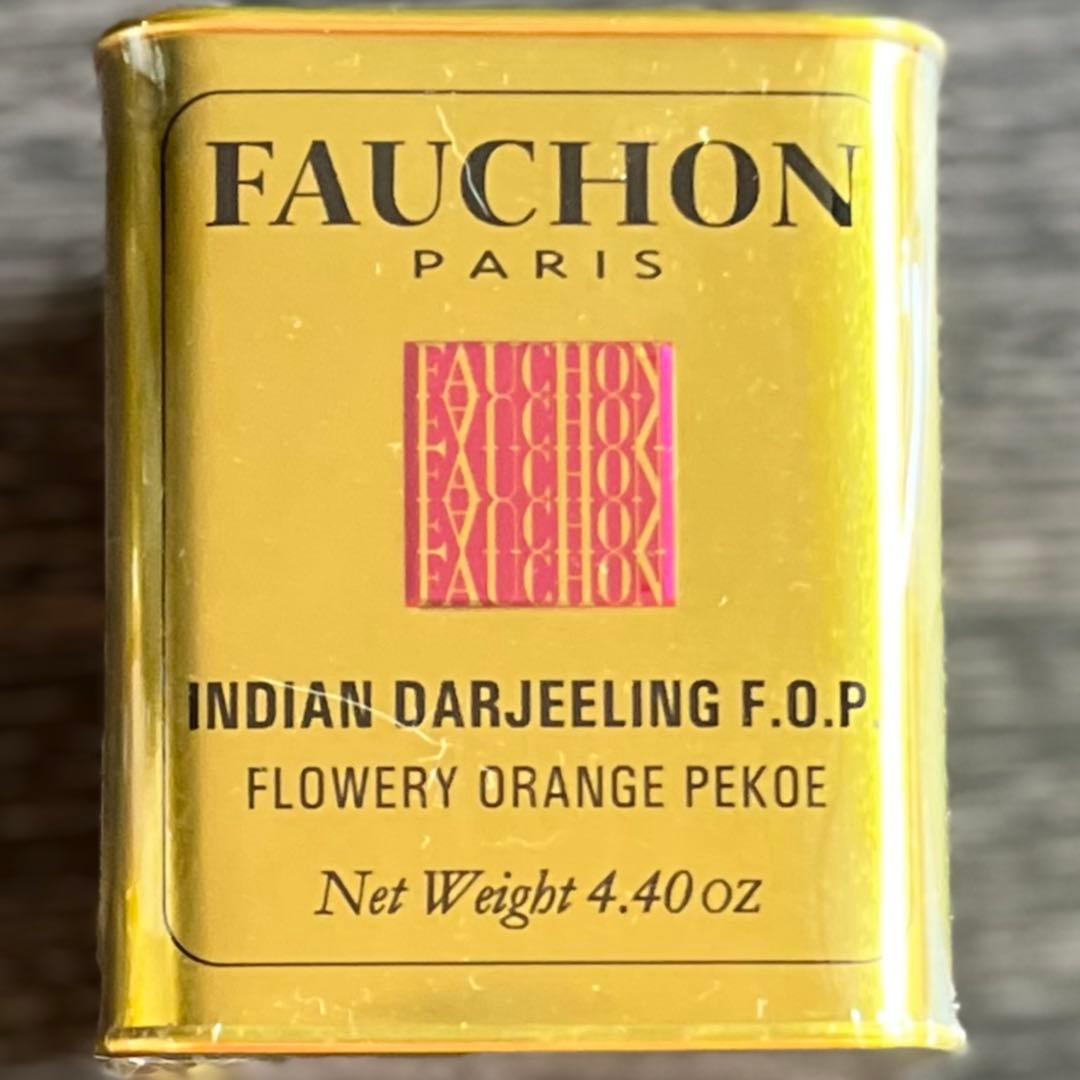 FAUCHON
PARIS
FAUCHON
FAUCHON
FAUCHON
FAUCHON
FAUCHON
INDIAN DARJEELING F.O.P.
FLOWERY ORANGE PEKOE
Net Weight 4.40 oz